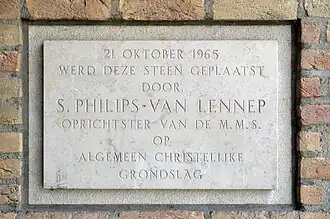 21 OKTOBER 1965
WERD DEZE STEEN GEPLAATST
DOOR
S. PHILIPS-VAN LENNEP
OPRICHTSTER VAN DE M.M.S.
OP
ALGEMEEN CHRISTELIJKE
GRONDSLAG